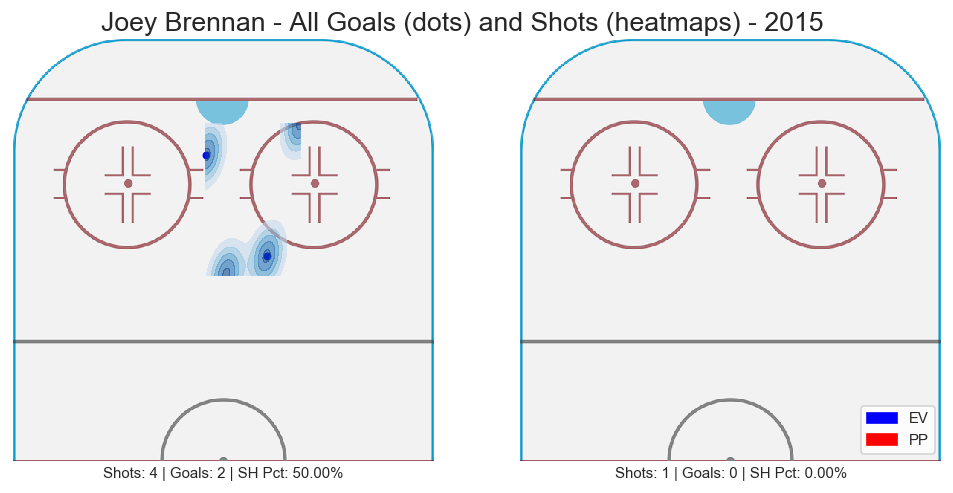 Joey Brennan - All Goals (dots) and Shots (heatmaps) - 2015
EV
PP
Shots: 4 | Goals: 2 | SH Pct: 50.00%
Shots: 1 | Goals: 0 | SH Pct: 0.00%